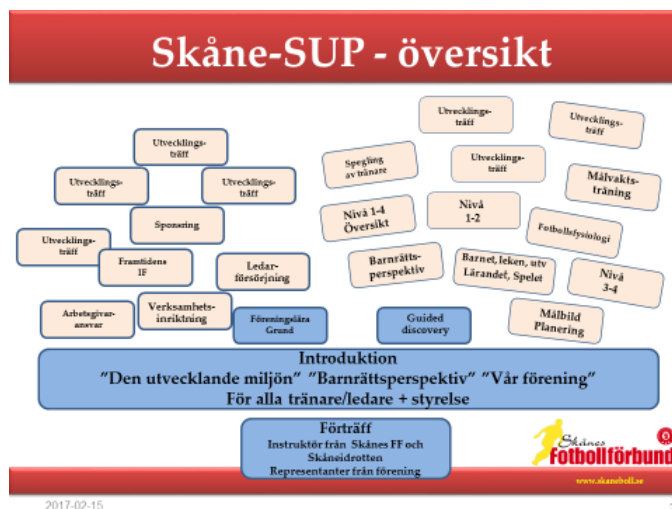 Skåne-SUP - översikt
Utvecklings-
träff
Utvecklings-
träff
Utvecklings-
träff
Utvecklings-
träff
Sponsring
Framtidens
IF
Ledar-
försörjning
Arbetsgivar-
ansvar
Verksamhets-
inriktning
Föreningslära
Grund
Utvecklings-
träff
Utvecklings-
träff
Spegling
av tränare
Utvecklings-
träff
Målvakts-
träning
Nivå 1-4
Översikt
Nivå
1-2
Fotbollsfysiologi
Barnrätts-
perspektiv
Barnet, leken, utv
Lärandet, Spelet
Nivå
3-4
Målbild
Planering
Guided
discovery
Introduktion
”Den utvecklande miljön” ”Barnrättsperspektiv” ”Vår förening”
För alla tränare/ledare + styrelse
Förträff
Instruktör från Skånes FF och
Skåneidrotten
Representanter från förening
Skånes
Fotbollförbund
www.skaneboll.se
2017-02-15